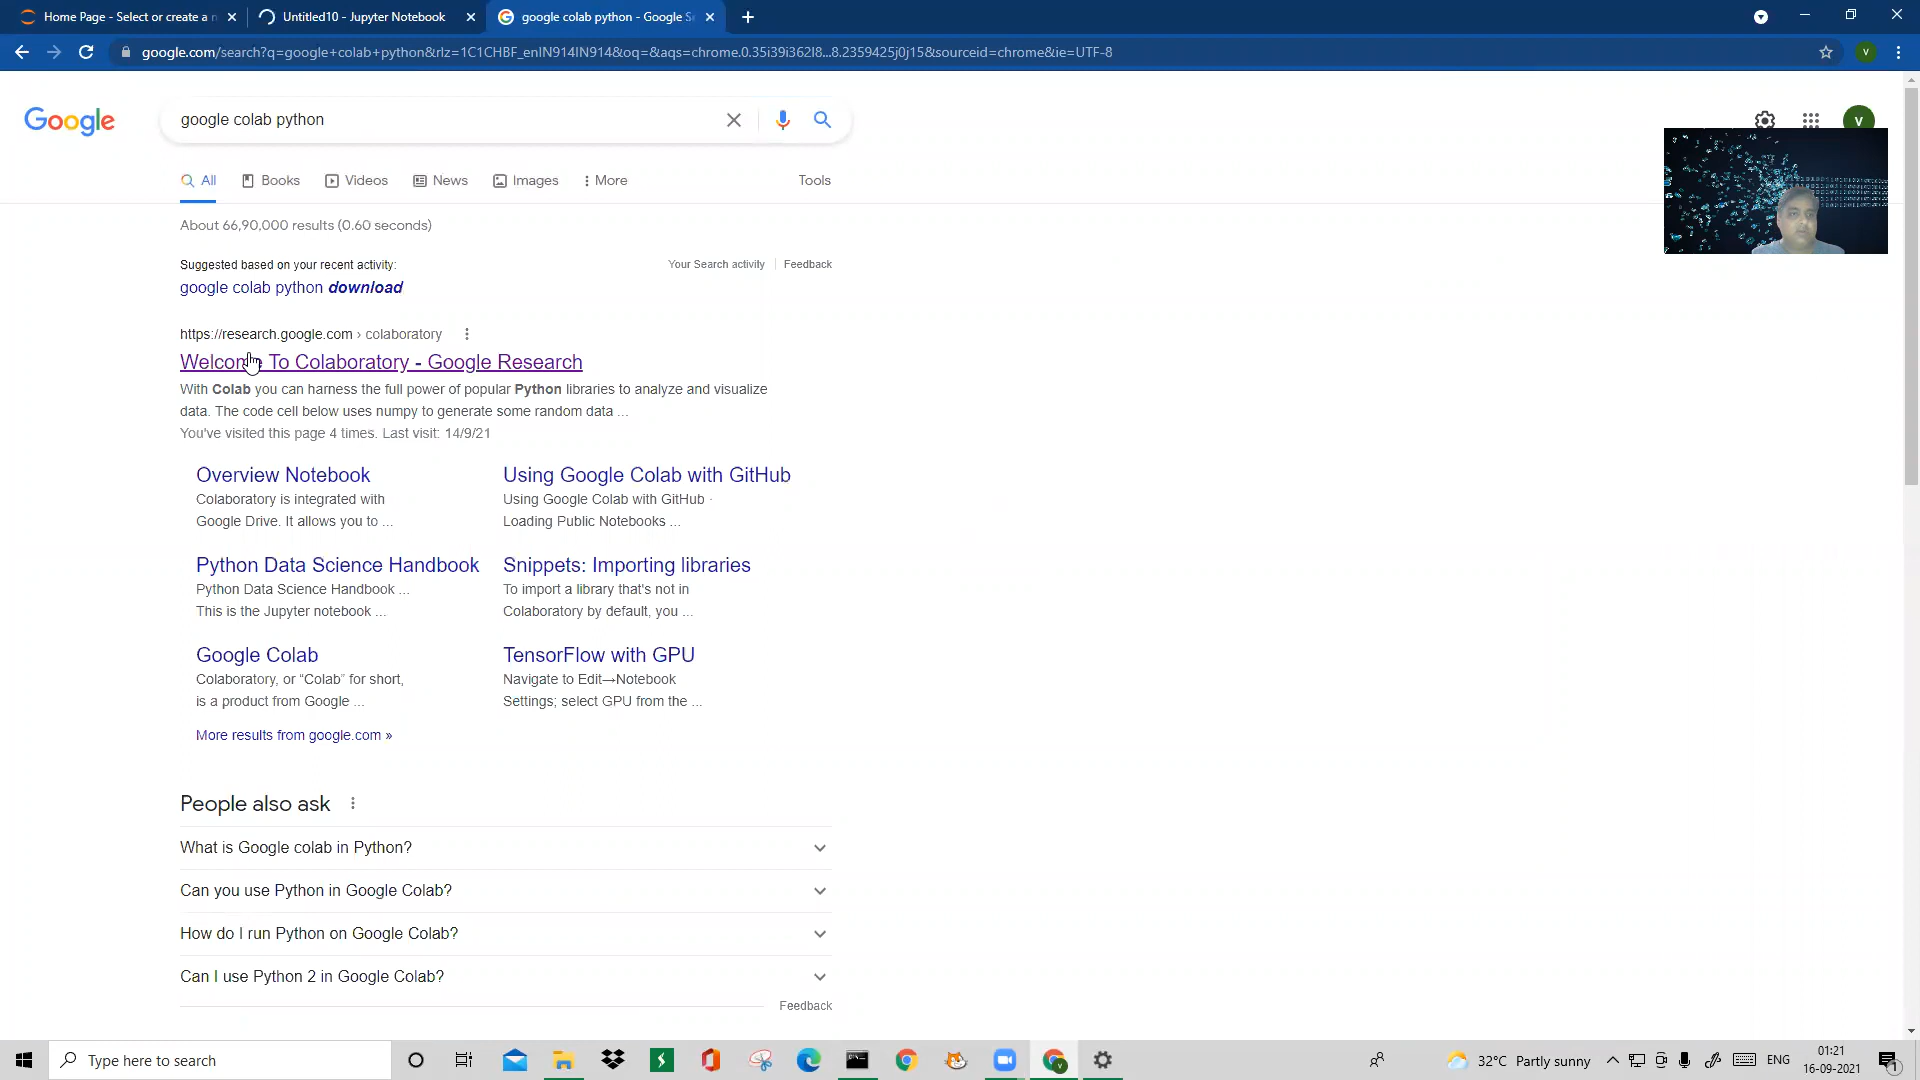 Home Page - Select or create a n
Untitled10 - Jupyter Notebook
google colab python - Google Se
google.com/search?q=google+colab+python&rlz=1C1CHBF_enIN914IN914&oq=&aqs=chrome.0.35i39i362l8...8.2359425j0j15&sourceid=chrome&ie=UTF-8
V
Google
google colab python
V
All
Books
Videos
News
Images
More
Tools
About 66,90,000 results (0.60 seconds)
Suggested based on your recent activity:
Your Search activity
Feedback
google colab python download
https://research.google.com › colaboratory
Welcome To Colaboratory - Google Research
With Colab you can harness the full power of popular Python libraries to analyze and visualize
data. The code cell below uses numpy to generate some random data ...
You've visited this page 4 times. Last visit: 14/9/21
Overview Notebook
Colaboratory is integrated with
Google Drive. It allows you to ...
Using Google Colab with GitHub
Using Google Colab with GitHub ·
Loading Public Notebooks ...
Python Data Science Handbook
Python Data Science Handbook ...
This is the Jupyter notebook ...
Snippets: Importing libraries
To import a library that's not in
Colaboratory by default, you ...
Google Colab
Colaboratory, or “Colab” for short,
is a product from Google ...
TensorFlow with GPU
Navigate to Edit→Notebook
Settings; select GPU from the ...
More results from google.com »
People also ask
What is Google colab in Python?
Can you use Python in Google Colab?
How do I run Python on Google Colab?
Can I use Python 2 in Google Colab?
Feedback
Type here to search
32°C Partly sunny
ENG
01:21
16-09-2021
1